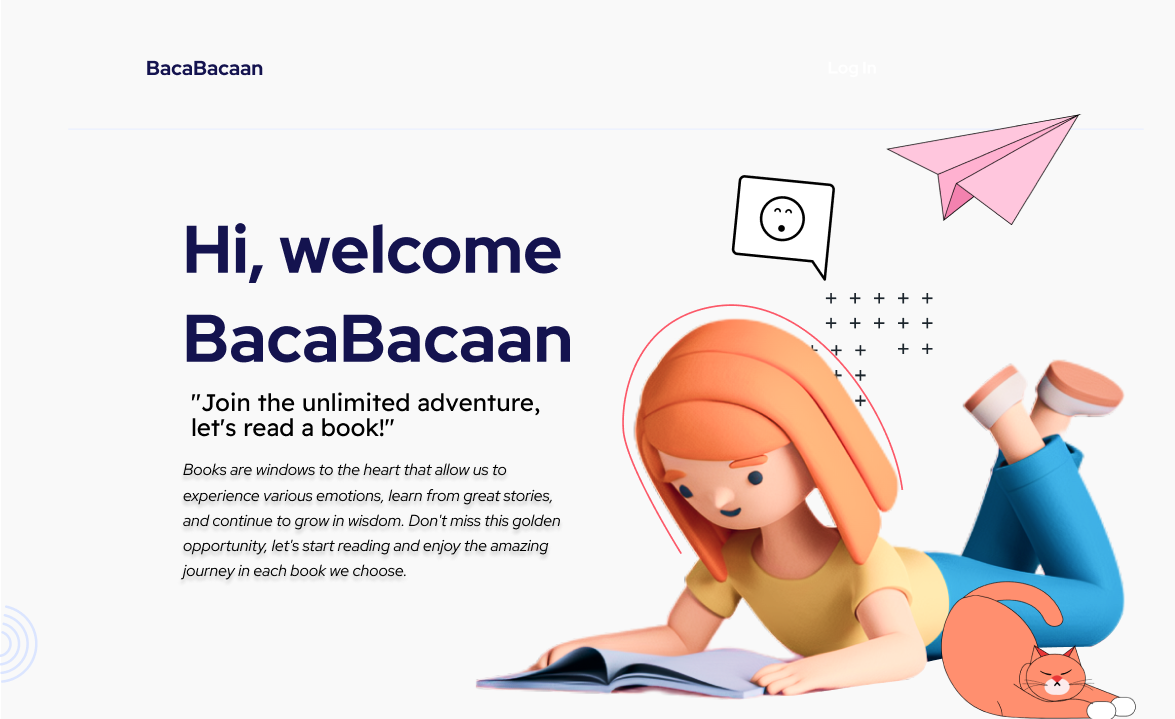 BacaBacaan
Log In
Hi, welcome
BacaBacaan
"Join the unlimited adventure,
let's read a book!"
Books are windows to the heart that allow us to
experience various emotions, learn from great stories,
and continue to grow in wisdom. Don't miss this golden
opportunity, let's start reading and enjoy the amazing
journey in each book we choose.